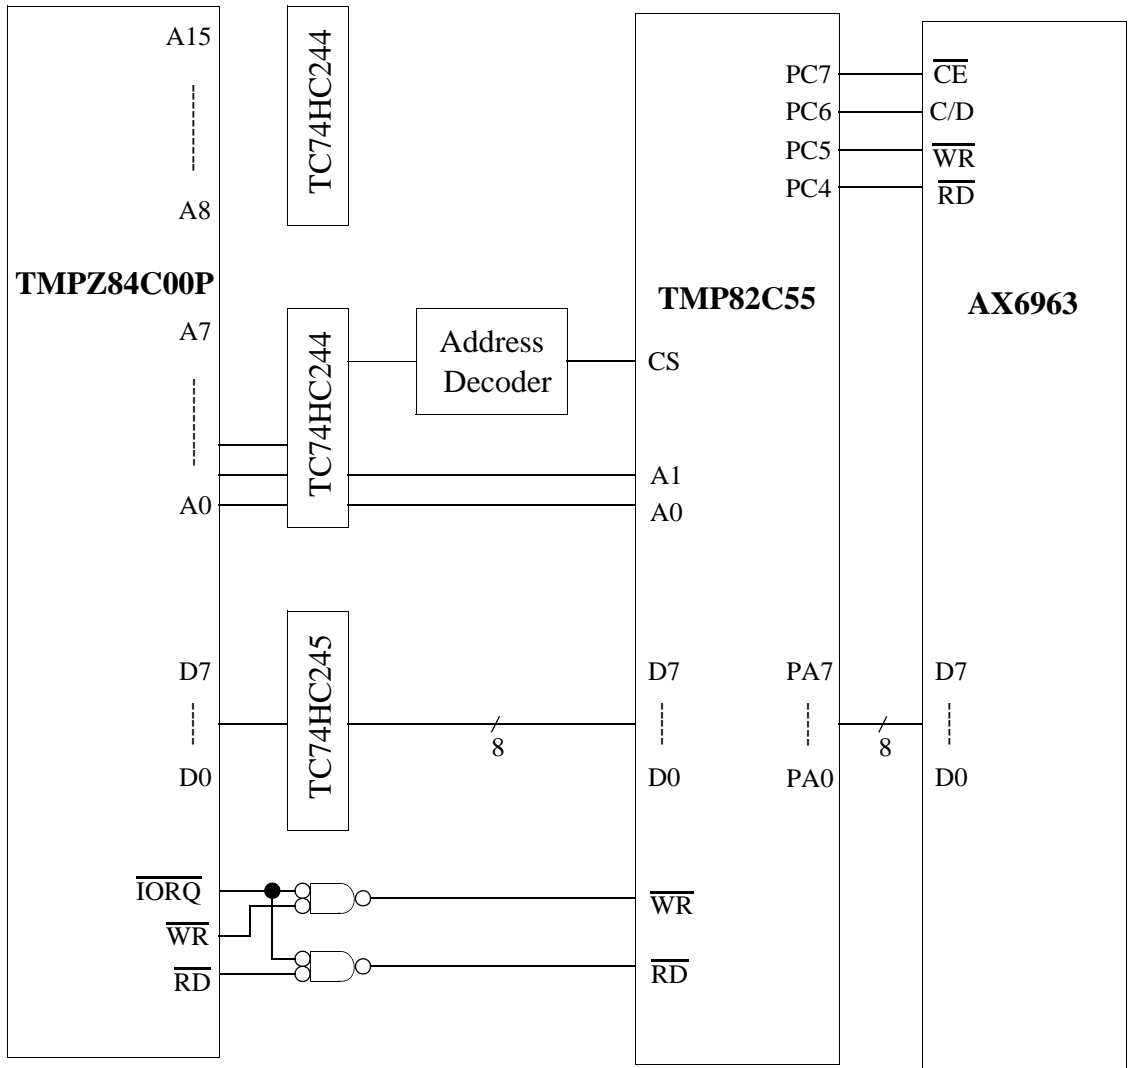 A15
A8
TMPZ84C00P
A7
A0
D7
D0
IORQ
WR
RD
TC74HC244
TC74HC244
TC74HC245
Address
Decoder
8
TMP82C55
CS
A1
A0
D7
D0
WR
RD
PC7
PC6
PC5
PC4
PA7
PA0
8
AX6963
CE
C/D
WR
RD
D7
D0